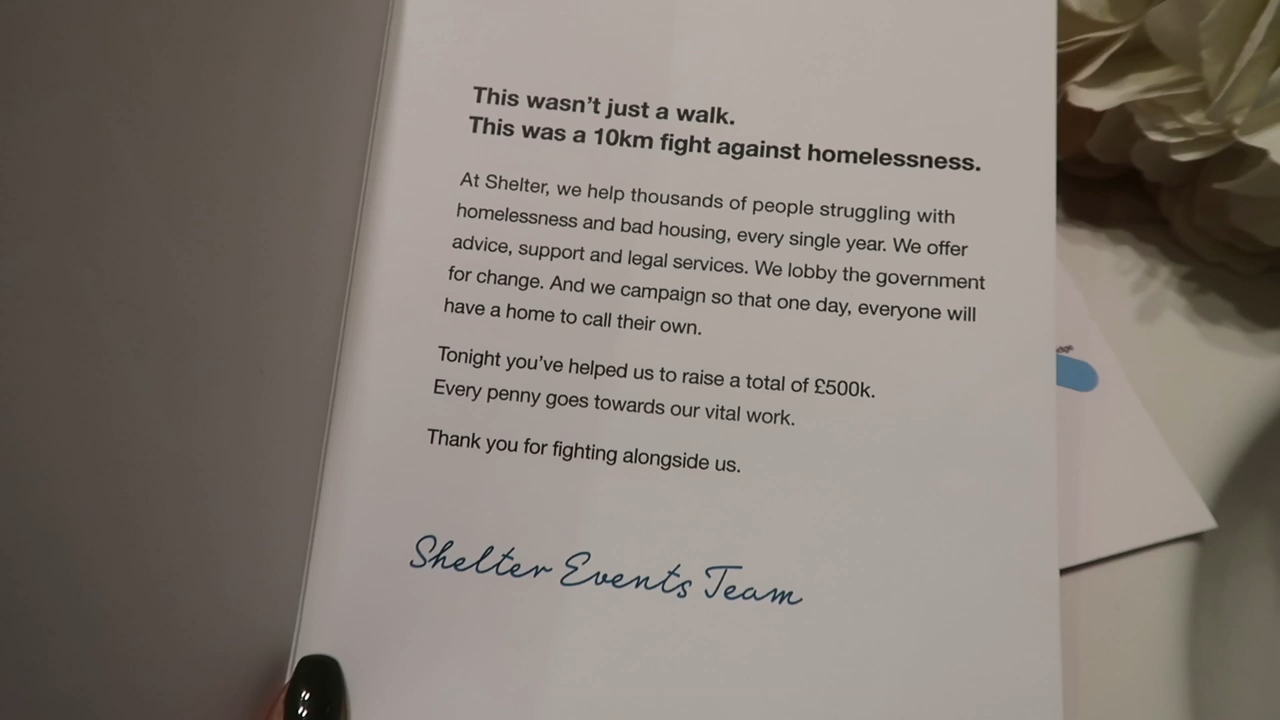 This wasn't just a walk.
This was a 10km fight against homelessness.
At Shelter, we help thousands of people struggling with
homelessness and bad housing, every single year. We offer
advice, support and legal services. We lobby the government
for change. And we campaign so that one day, everyone will
have a home to call their own.
Tonight you've helped us to raise a total of £500k.
Every penny goes towards our vital work.
Thank you for fighting alongside us.
Shelter Events Team